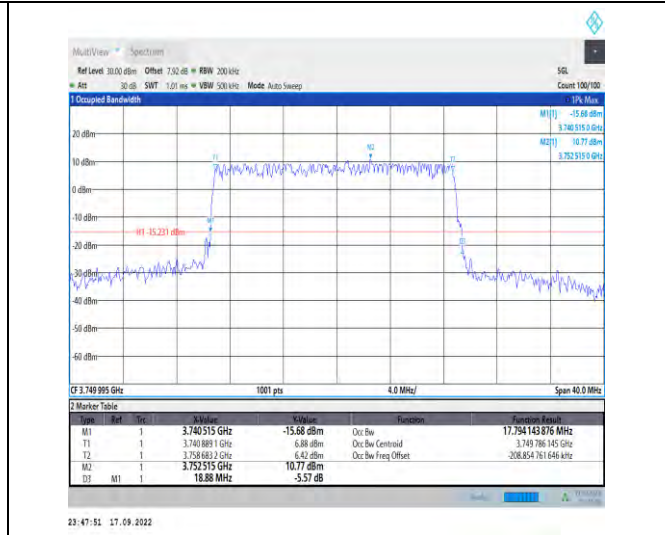 MultiView Spectrum
Ref Level 30.00 dBm Offset 7.92 dB RBW 200 kHz SGL
Att 30 dB SWT 1.01 ms VBW 500 kHz Mode Auto Sweep Count 100/100
1 Occupied Bandwidth 1Pk Max
M1[1] -15.68 dBm
3.740 515 0 GHz
M2[1] 10.77 dBm
3.752 515 0 GHz
20 dBm
M2
10 dBm
T1
0 dBm
-10 dBm
M1
H1 -15.231 dBm
-20 dBm
-30 dBm
-40 dBm
-50 dBm
-60 dBm
CF 3.749 995 GHz 1001 pts 4.0 MHz/ Span 40.0 MHz
2 Marker Table
Type Ref Trc X-Value Y-Value Function Function Result
M1 1 3.740 515 GHz -15.68 dBm Occ Bw 17.794 143 876 MHz
T1 1 3.740 889 1 GHz 6.88 dBm Occ Bw Centroid 3.749 786 145 GHz
T2 1 3.758 683 2 GHz 6.42 dBm Occ Bw Freq Offset -208.854 761 646 kHz
M2 1 3.752 515 GHz 10.77 dBm
D3 M1 1 18.88 MHz -5.57 dB
Ready
23:47:51 17.09.2022